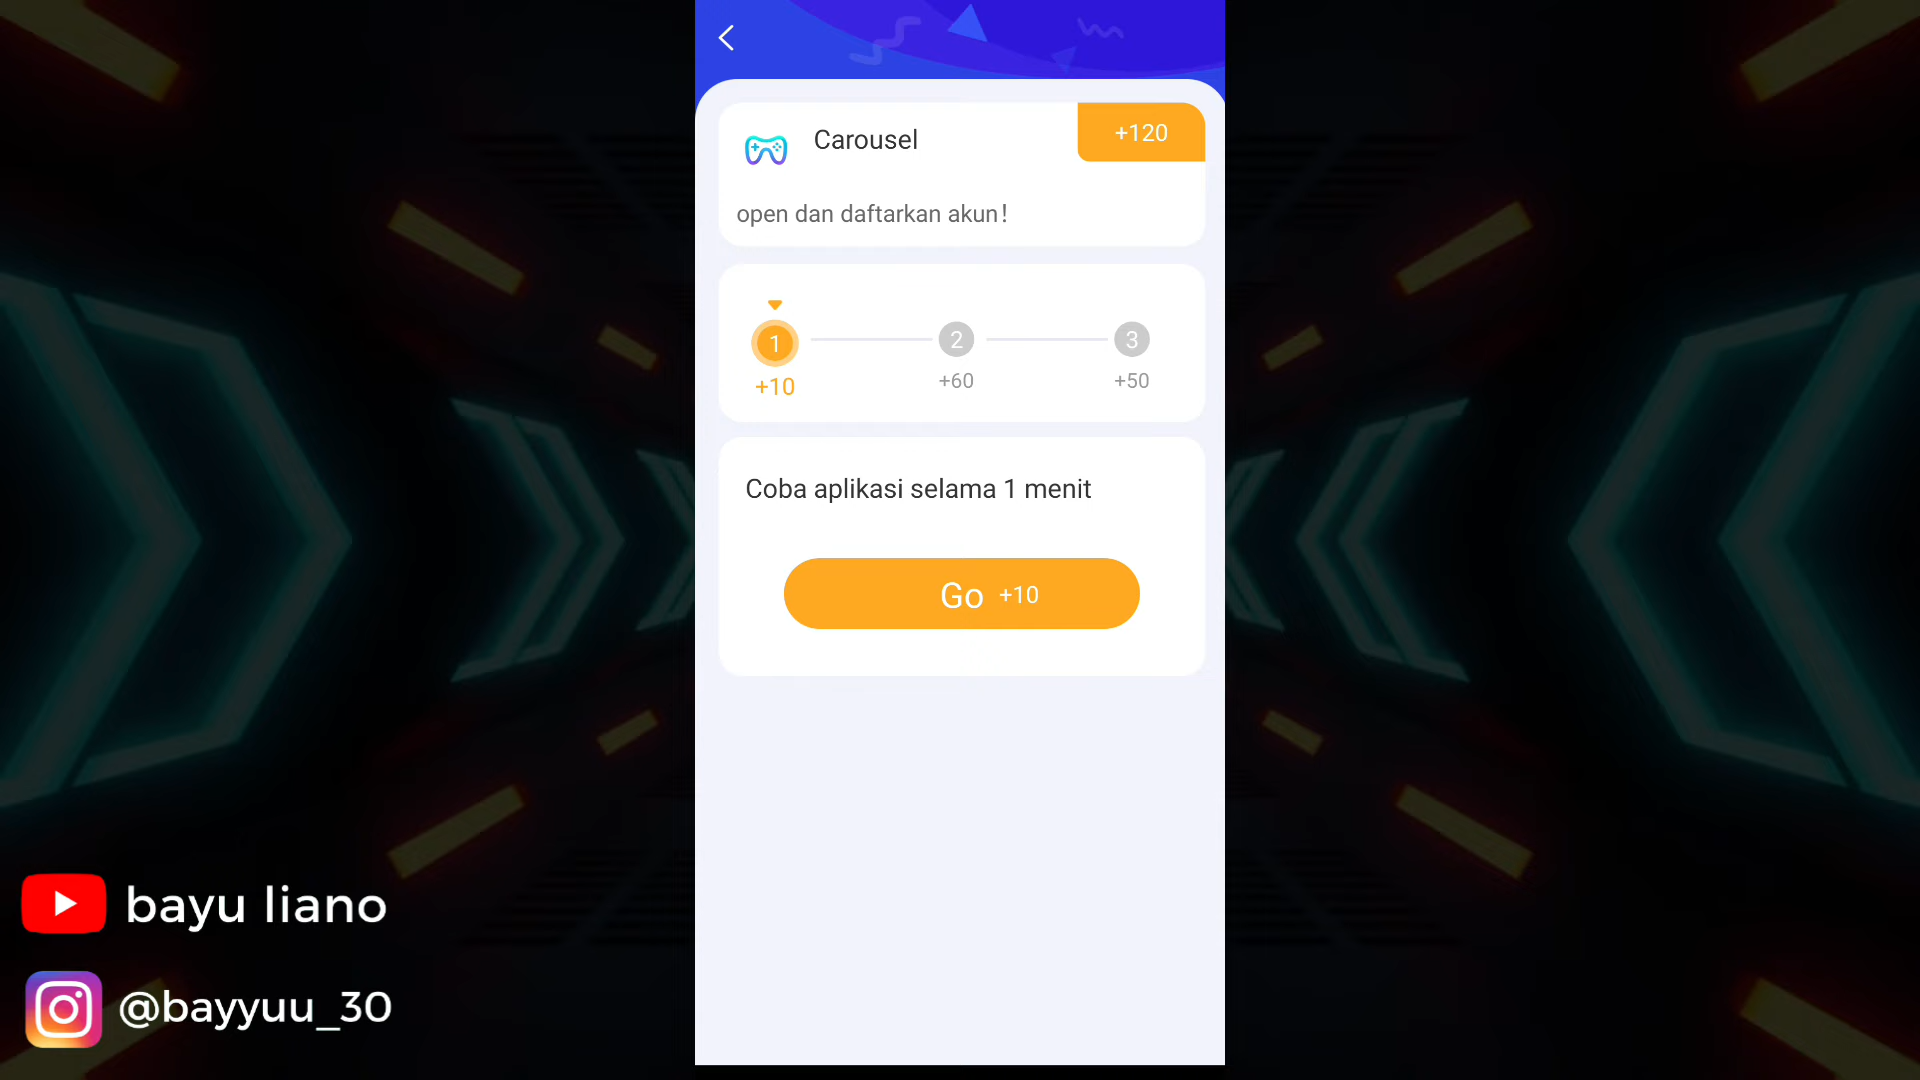 Carousel
+120
open dan daftarkan akun!
1
2
3
+10
+60
+50
Coba aplikasi selama 1 menit
Go +10
bayu liano
@bayyuu_30